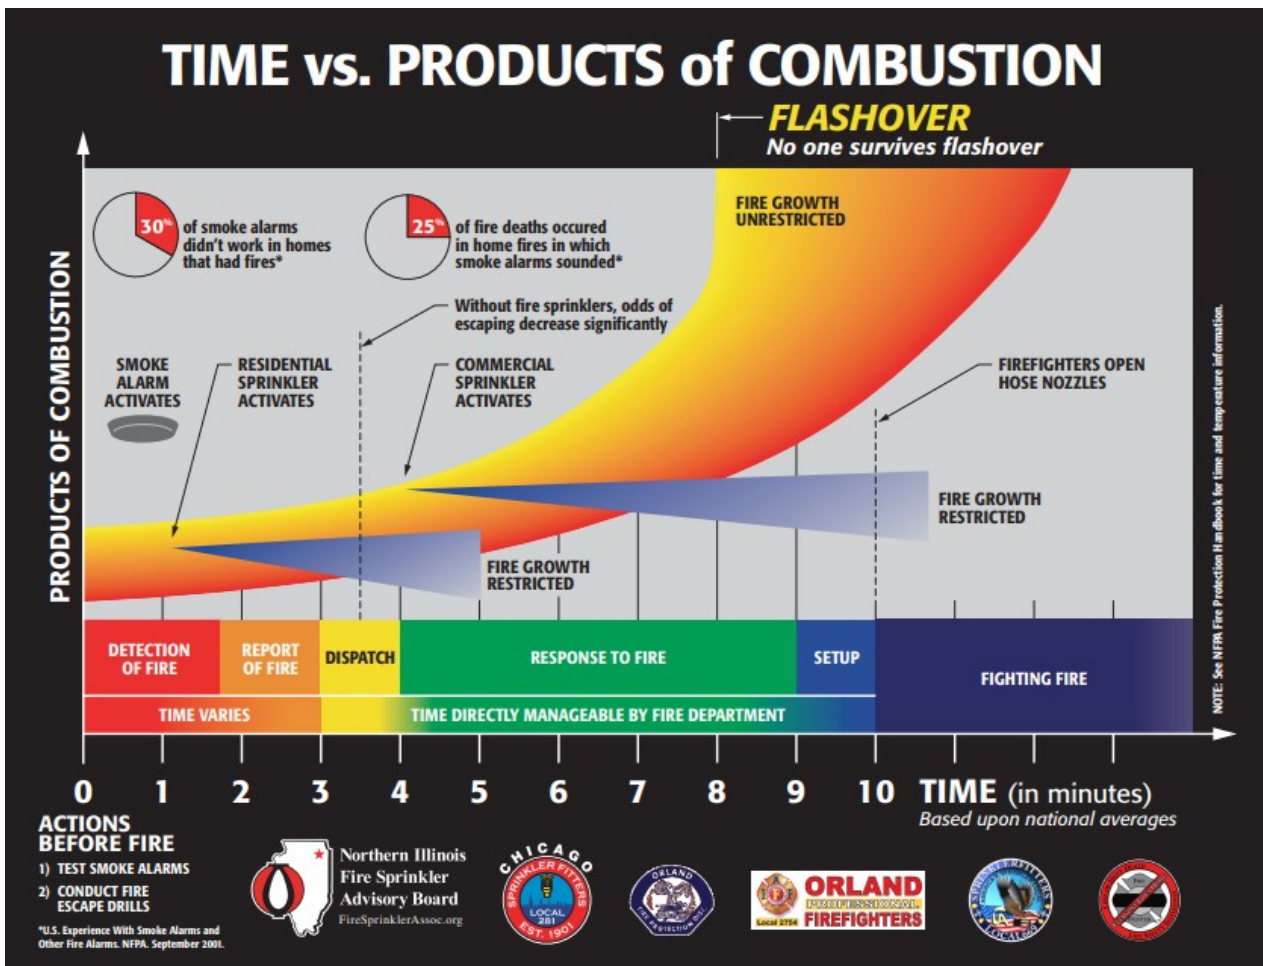 TIME vs. PRODUCTS of COMBUSTION
FLASHOVER
No one survives flashover
PRODUCTS OF COMBUSTION
30%
of smoke alarms
didn't work in homes
that had fires*
25%
of fire deaths occured
in home fires in which
smoke alarms sounded*
FIRE GROWTH
UNRESTRICTED
Without fire sprinklers, odds of
escaping decrease significantly
SMOKE
ALARM
ACTIVATES
RESIDENTIAL
SPRINKLER
ACTIVATES
COMMERCIAL
SPRINKLER
ACTIVATES
FIREFIGHTERS OPEN
HOSE NOZZLES
FIRE GROWTH
RESTRICTED
FIRE GROWTH
RESTRICTED
NOTE: See NFPA Fire Protection Handbook for time and temperature information.
DETECTION
OF FIRE
REPORT
OF FIRE
DISPATCH
RESPONSE TO FIRE
SETUP
FIGHTING FIRE
TIME VARIES
TIME DIRECTLY MANAGEABLE BY FIRE DEPARTMENT
0 1 2 3 4 5 6 7 8 9 10 TIME (in minutes)
Based upon national averages
ACTIONS
BEFORE FIRE
1) TEST SMOKE ALARMS
2) CONDUCT FIRE
ESCAPE DRILLS
*U.S. Experience With Smoke Alarms and
Other Fire Alarms. NFPA. September 2001.
Northern Illinois
Fire Sprinkler
Advisory Board
FireSprinklerAssoc.org
CHICAGO
SPRINKLER FITTERS
LOCAL
281
EST. 1901
ORLAND
FIRE PROTECTION DIST.
ORLAND
PROFESSIONAL
Local 2754 FIREFIGHTERS
SPRINKLERFITTERS
LOCAL 669